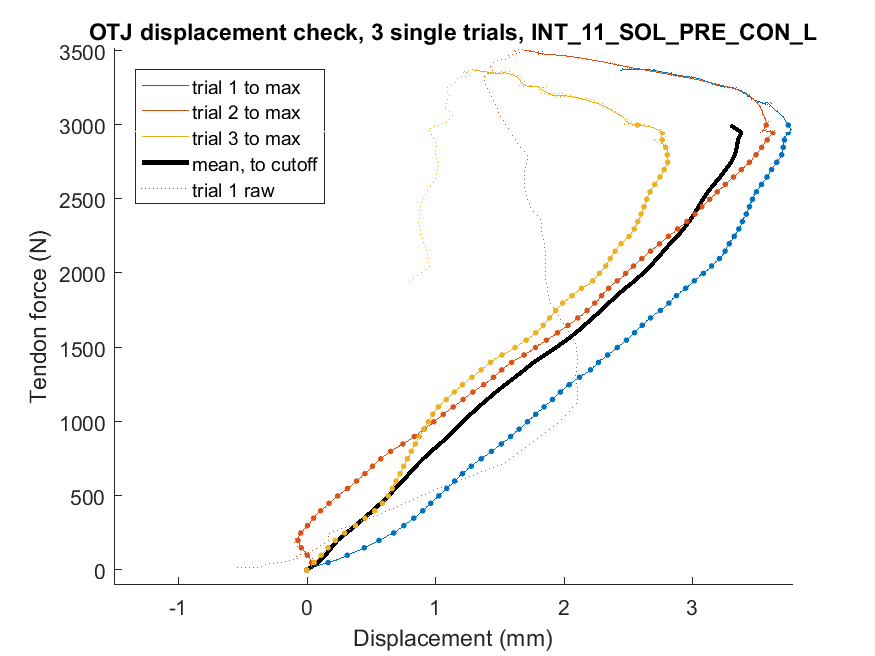 OTJ displacement check, 3 single trials, INT_11_SOL_PRE_CON_L
3500
3000
2500
2000
1500
1000
500
0
Tendon force (N)
trial 1 to max
trial 2 to max
trial 3 to max
mean, to cutoff
trial 1 raw
-1
0
1
2
3
Displacement (mm)